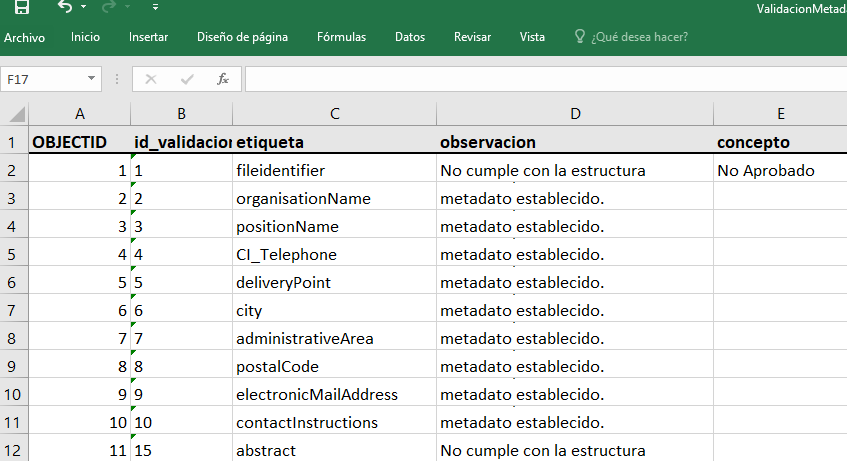 ValidacionMetad
Archivo Inicio Insertar Diseño de página Fórmulas Datos Revisar Vista ¿Qué desea hacer?
F17 fx
A B C D E
1 OBJECTID id_validacion etiqueta observacion concepto
2 1 1 fileidentifier No cumple con la estructura No Aprobado
3 2 2 organisationName metadato establecido.
4 3 3 positionName metadato establecido.
5 4 4 CI_Telephone metadato establecido.
6 5 5 deliveryPoint metadato establecido.
7 6 6 city metadato establecido.
8 7 7 administrativeArea metadato establecido.
9 8 8 postalCode metadato establecido.
10 9 9 electronicMailAddress metadato establecido.
11 10 10 contactInstructions metadato establecido.
12 11 15 abstract No cumple con la estructura